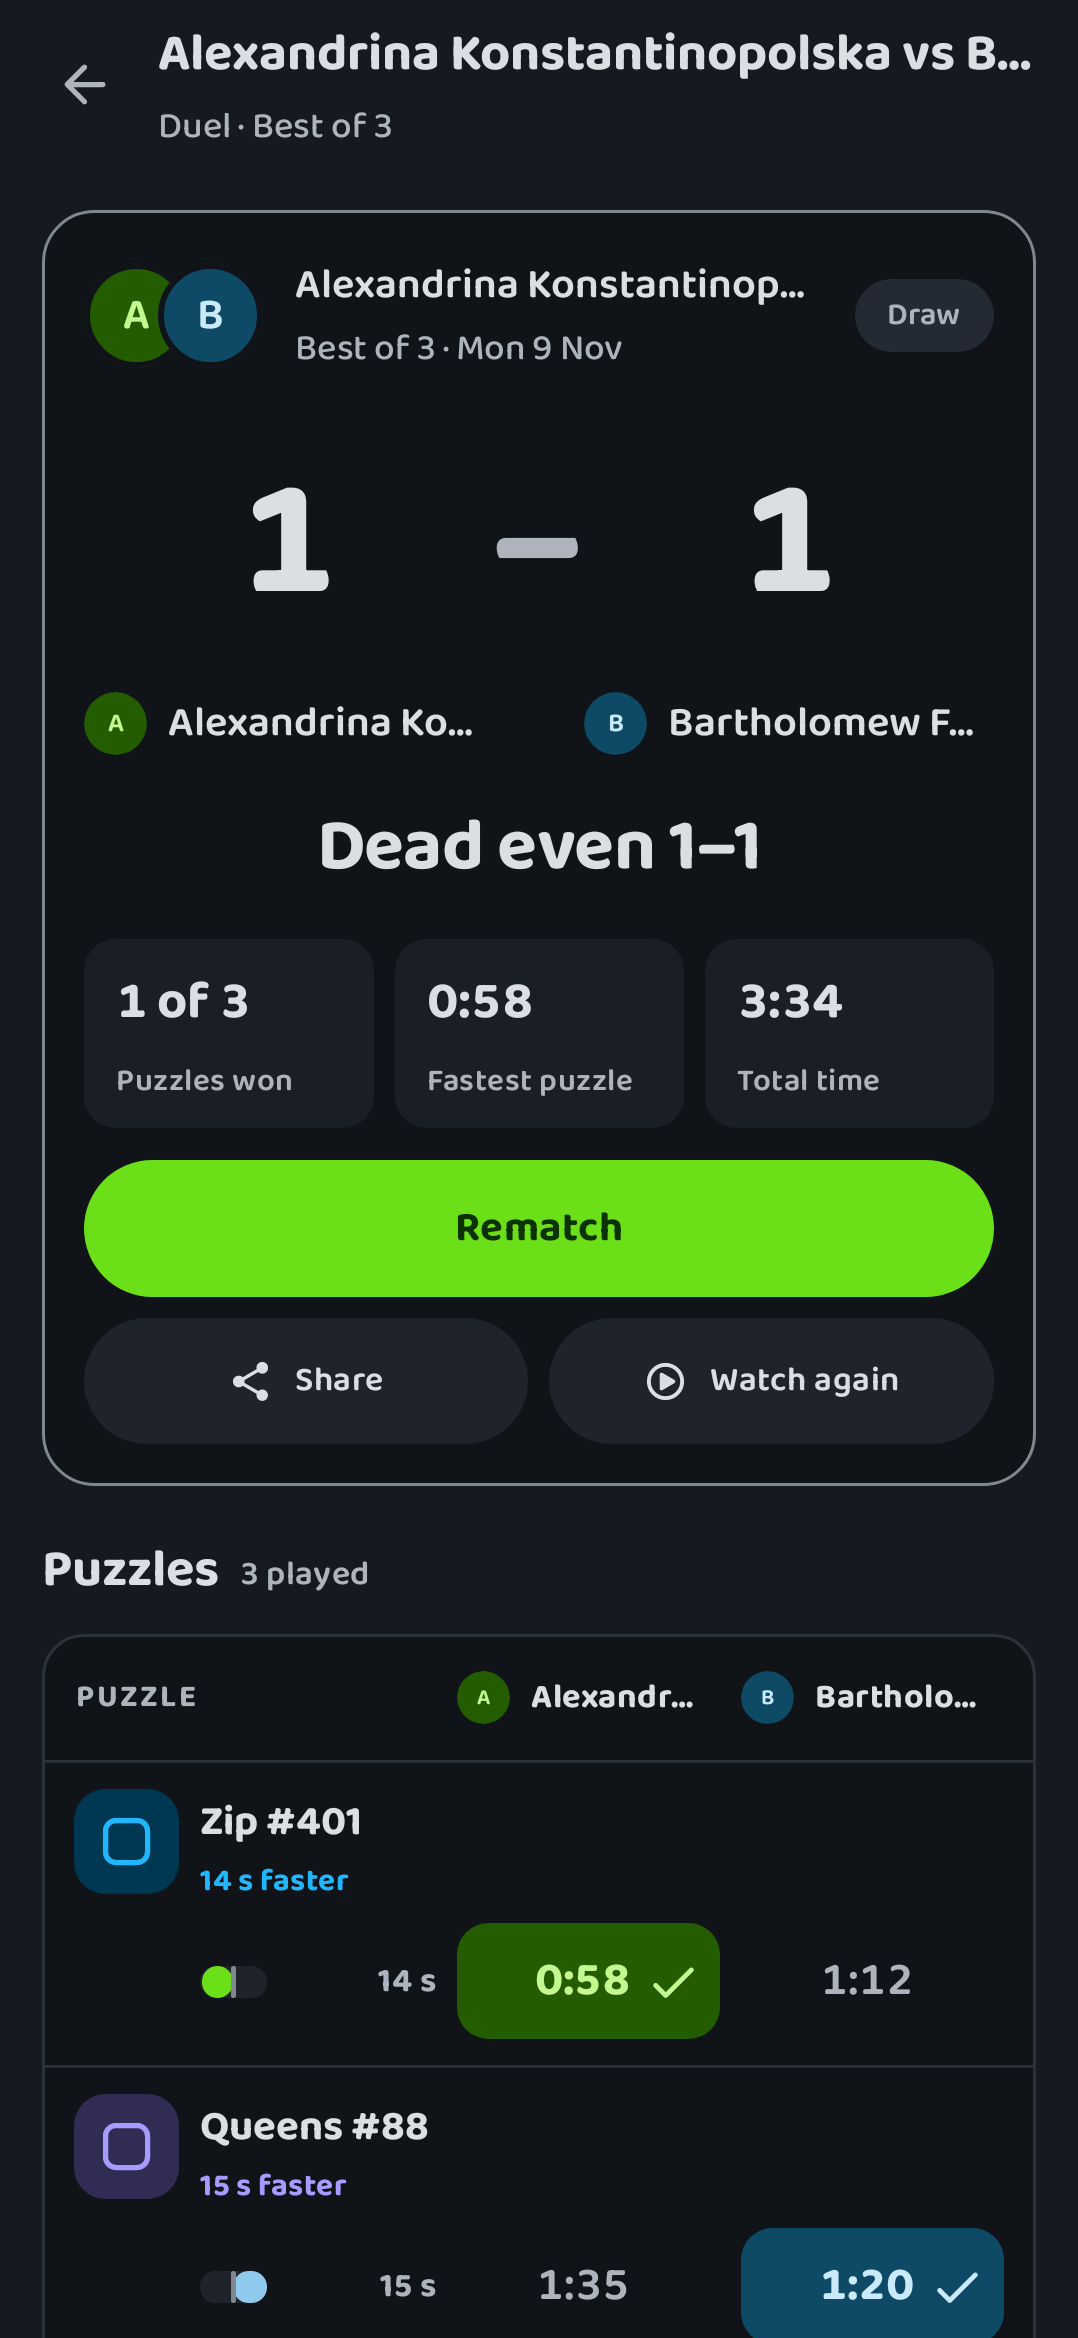 Alexandrina Konstantinopolska vs B...
Duel · Best of 3
A B
Alexandrina Konstantinop...
Best of 3 · Mon 9 Nov
Draw
1 – 1
A Alexandrina Ko...
B Bartholomew F...
Dead even 1–1
1 of 3
Puzzles won
0:58
Fastest puzzle
3:34
Total time
Rematch
Share
Watch again
Puzzles 3 played
PUZZLE A Alexandr... B Bartholo...
Zip #401
14 s faster
14 s 0:58 1:12
Queens #88
15 s faster
15 s 1:35 1:20